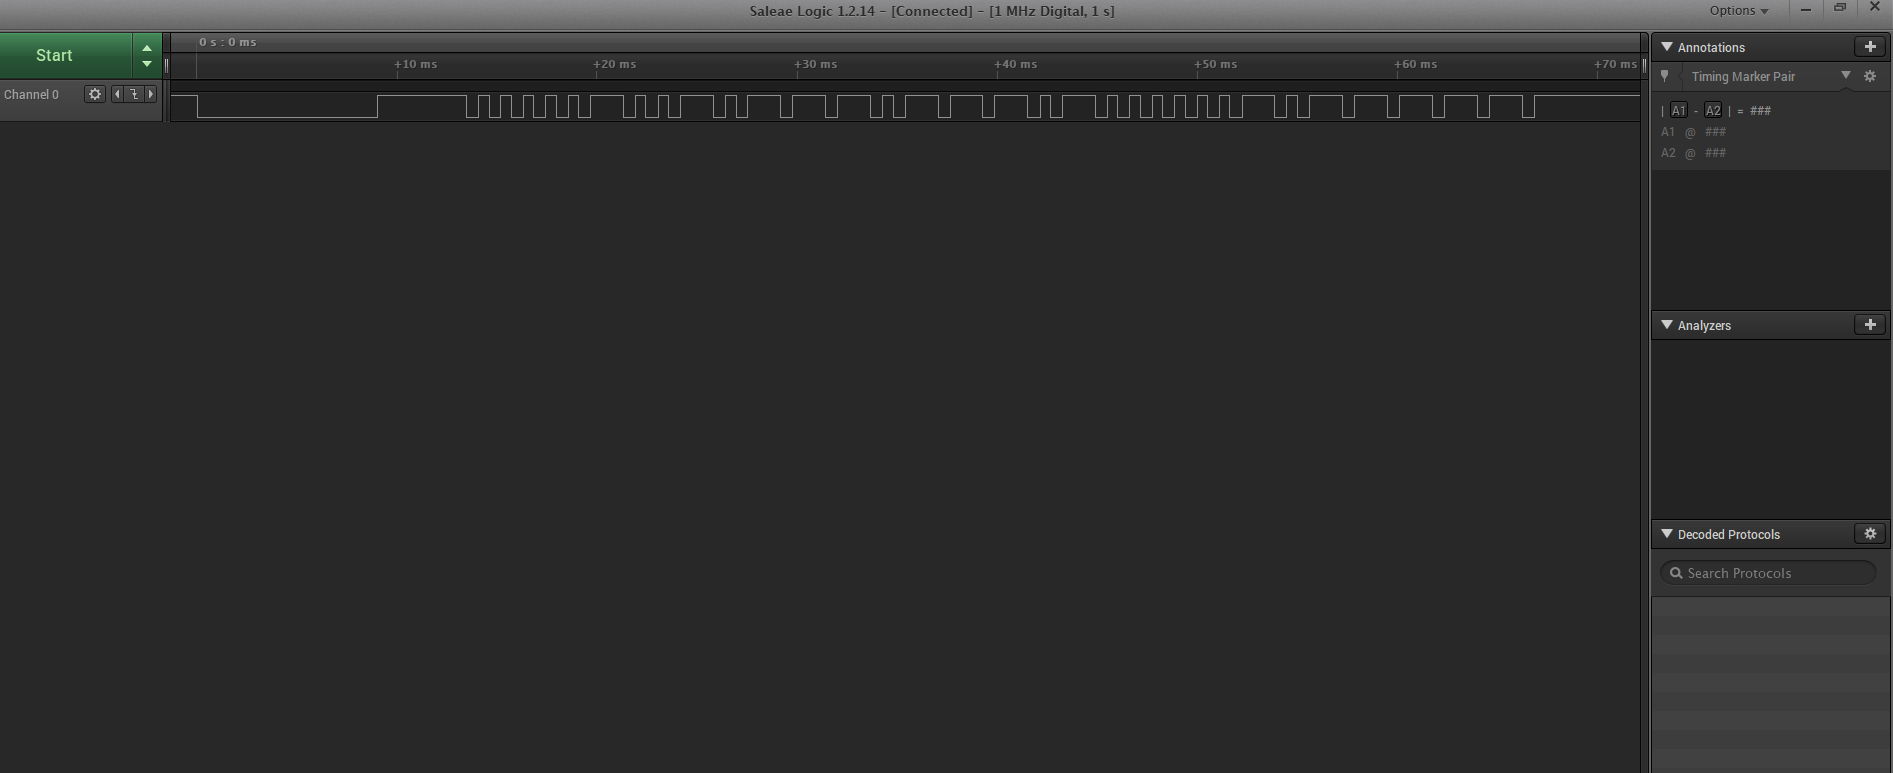 Saleae Logic 1.2.14 - [Connected] - [1 MHz Digital, 1 s]
Options
Start
0 s : 0 ms
+10 ms
+20 ms
+30 ms
+40 ms
+50 ms
+60 ms
+70 ms
Channel 0
Annotations
Timing Marker Pair
| A1 - A2 | = ###
A1 @ ###
A2 @ ###
Analyzers
Decoded Protocols
Search Protocols